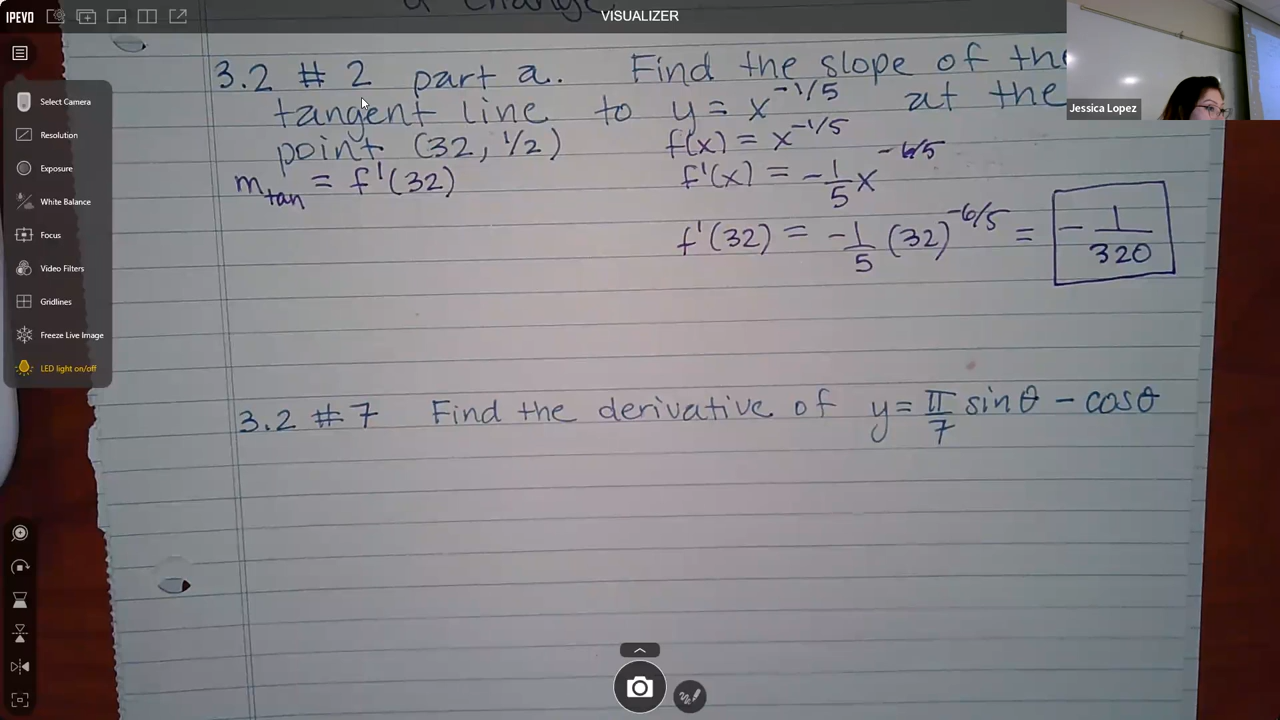 IPEVO
VISUALIZER
a change
Jessica Lopez
Select Camera
Resolution
Exposure
White Balance
Focus
Video Filters
Gridlines
Freeze Live Image
LED light on/off
3.2 # 2 part a. Find the slope of the
tangent line to y = x^-1/5 at the
point (32, 1/2) f(x) = x^-1/5
m_tan = f'(32) f'(x) = -1/5 x^-6/5
f'(32) = -1/5 (32)^-6/5 = -1/320
3.2 # 7 Find the derivative of y = π/7 sinθ - cosθ